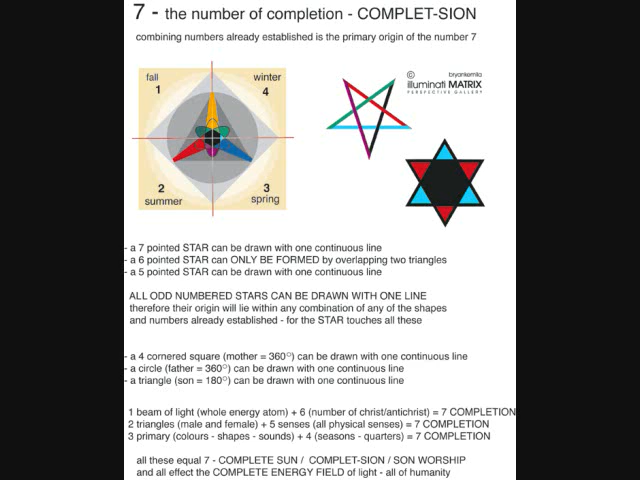 7 - the number of completion - COMPLET-SION
combining numbers already established is the primary origin of the number 7
fall
1
winter
4
2
summer
3
spring
© bryankemila
illuminati MATRIX
PERSPECTIVE GALLERY
- a 7 pointed STAR can be drawn with one continuous line
- a 6 pointed STAR can ONLY BE FORMED by overlapping two triangles
- a 5 pointed STAR can be drawn with one continuous line
ALL ODD NUMBERED STARS CAN BE DRAWN WITH ONE LINE
therefore their origin will lie within any combination of any of the shapes
and numbers already established - for the STAR touches all these
- a 4 cornered square (mother = 360°) can be drawn with one continuous line
- a circle (father = 360°) can be drawn with one continuous line
- a triangle (son = 180°) can be drawn with one continuous line
1 beam of light (whole energy atom) + 6 (number of christ/antichrist) = 7 COMPLETION
2 triangles (male and female) + 5 senses (all physical senses) = 7 COMPLETION
3 primary (colours - shapes - sounds) + 4 (seasons - quarters) = 7 COMPLETION
all these equal 7 - COMPLETE SUN / COMPLET-SION / SON WORSHIP
and all effect the COMPLETE ENERGY FIELD of light - all of humanity